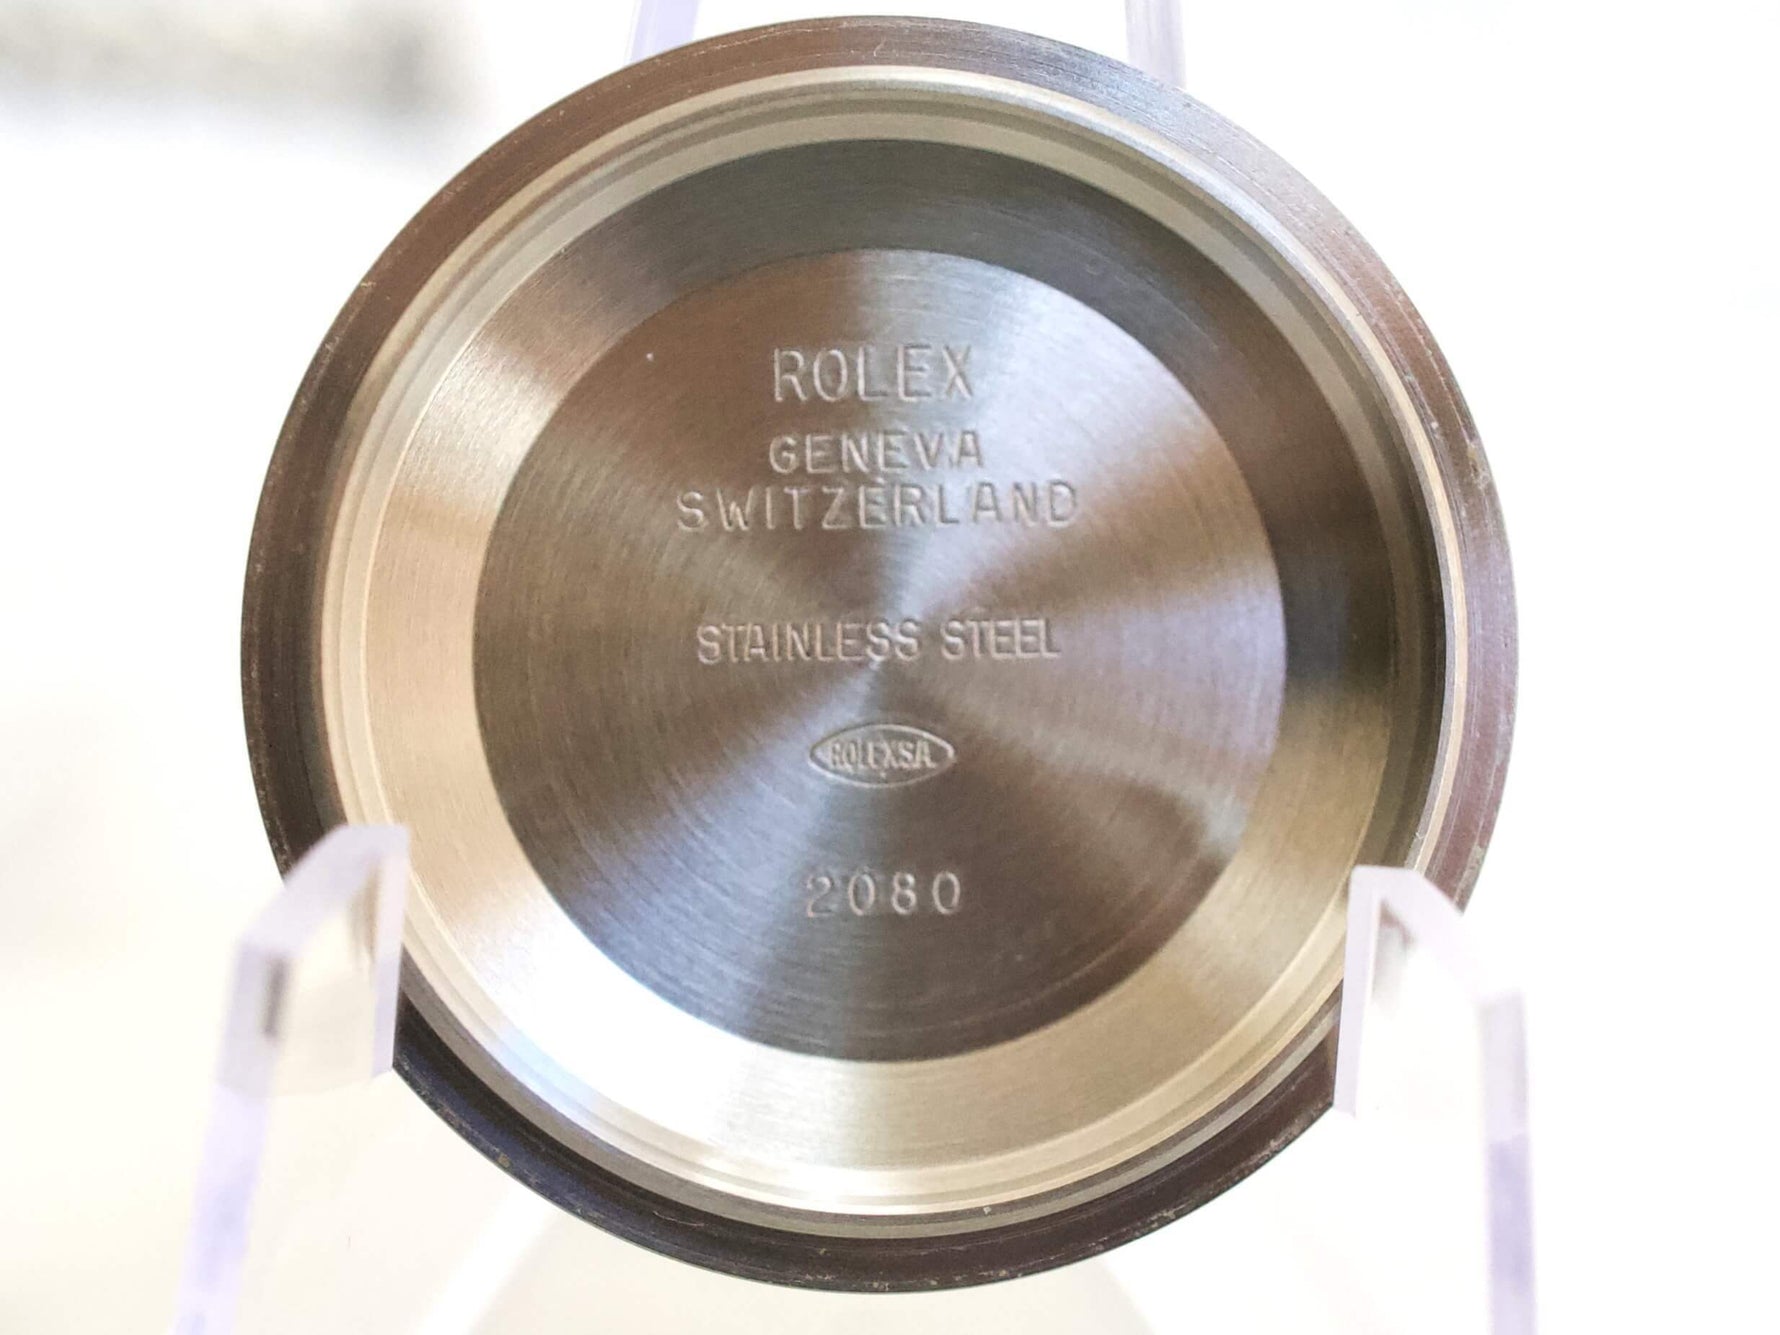 ROLEX
GENEVA
SWITZERLAND
STAINLESS STEEL
ROLEXSA
2080